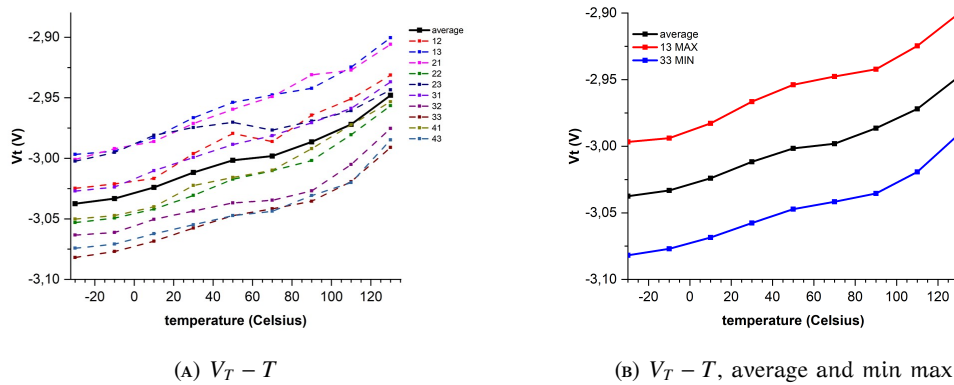 -2,90
-2,95
-3,00
-3,05
-3,10
Vt (V)
-20 0 20 40 60 80 100 120
temperature (Celsius)
average
12
13
21
22
23
31
32
33
41
43
(A) V_T − T
-2,90
-2,95
-3,00
-3,05
-3,10
Vt (V)
-20 0 20 40 60 80 100 120
temperature (Celsius)
average
13 MAX
33 MIN
(B) V_T − T, average and min max